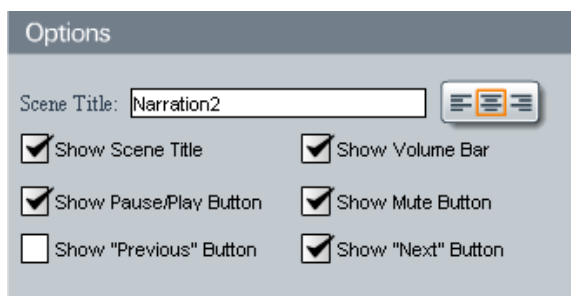 Options
Scene Title: Narration2
Show Scene Title Show Volume Bar
Show Pause/Play Button Show Mute Button
Show "Previous" Button Show "Next" Button